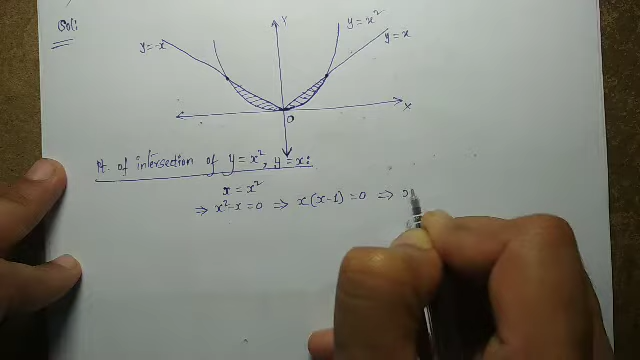 Sol:
Y
y = x²
y = -x
y = x
X
O
Pt. of intersection of y = x², y = x:
x = x²
⇒ x² - x = 0 ⇒ x(x-1) = 0 ⇒ x